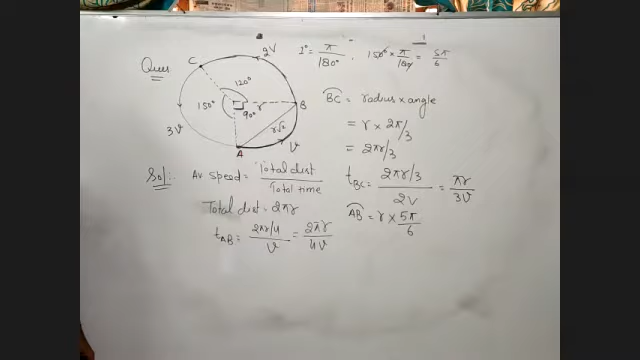 Ques
C
2V
120°
150°
90°
r
B
r√2
3V
A
V
1° = π/180° , 150° × π/180 = 5π/6
1
BC = radius × angle
= r × 2π/3
= 2πr/3
Sol:. Av speed = Total dist / Total time
Total dist = 2πr
t_AB = (2πr/4)/V = 2πr/4V
t_BC = (2πr/3)/2V = πr/3V
AB = r × 5π/6